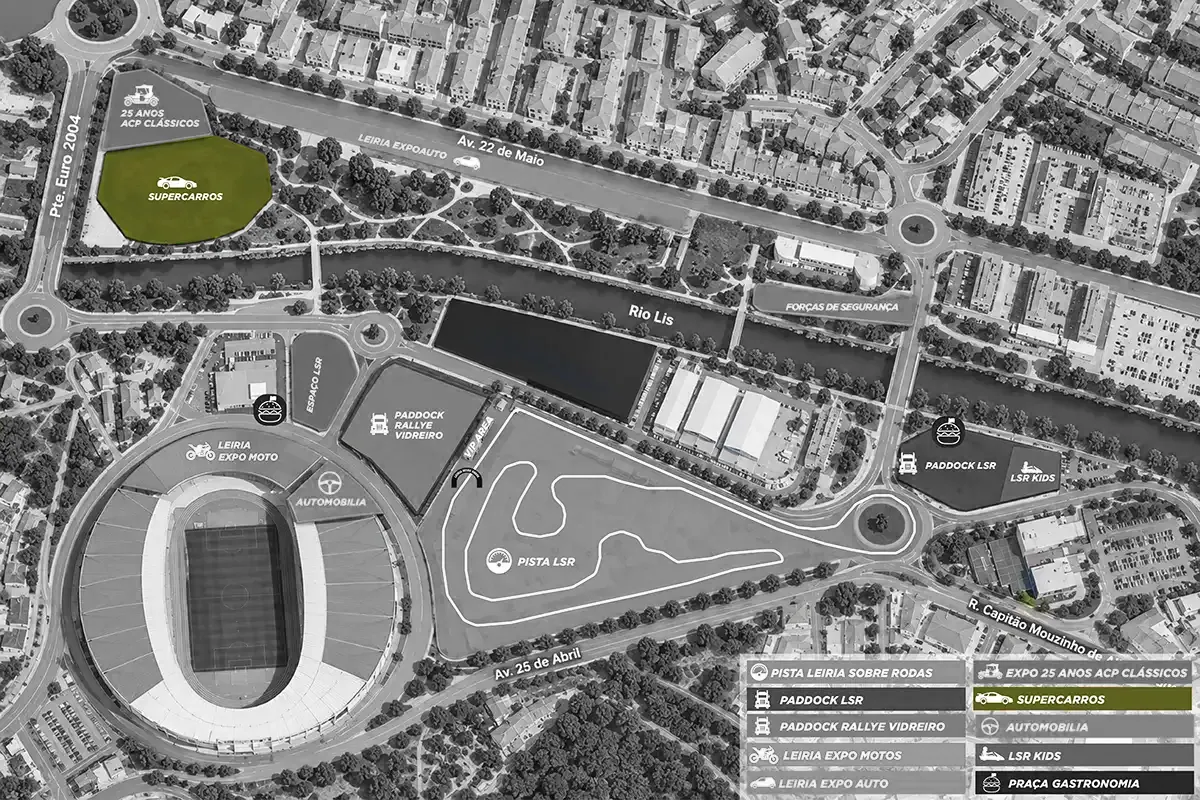 25 ANOS
ACP CLÁSSICOS
Pte. Euro 2004
SUPERCARROS
LEIRIA EXPOAUTO
Av. 22 de Maio
Rio Lis
FORÇAS DE SEGURANÇA
ESPAÇO LSR
PADDOCK
RALLYE
VIDREIRO
VIP AREA
LEIRIA
EXPO MOTO
AUTOMOBILIA
PADDOCK LSR
LSR KIDS
PISTA LSR
Av. 25 de Abril
R. Capitão Mouzinho de
PISTA LEIRIA SOBRE RODAS
PADDOCK LSR
PADDOCK RALLYE VIDREIRO
LEIRIA EXPO MOTOS
LEIRIA EXPO AUTO
EXPO 25 ANOS ACP CLÁSSICOS
SUPERCARROS
AUTOMOBILIA
LSR KIDS
PRAÇA GASTRONOMIA